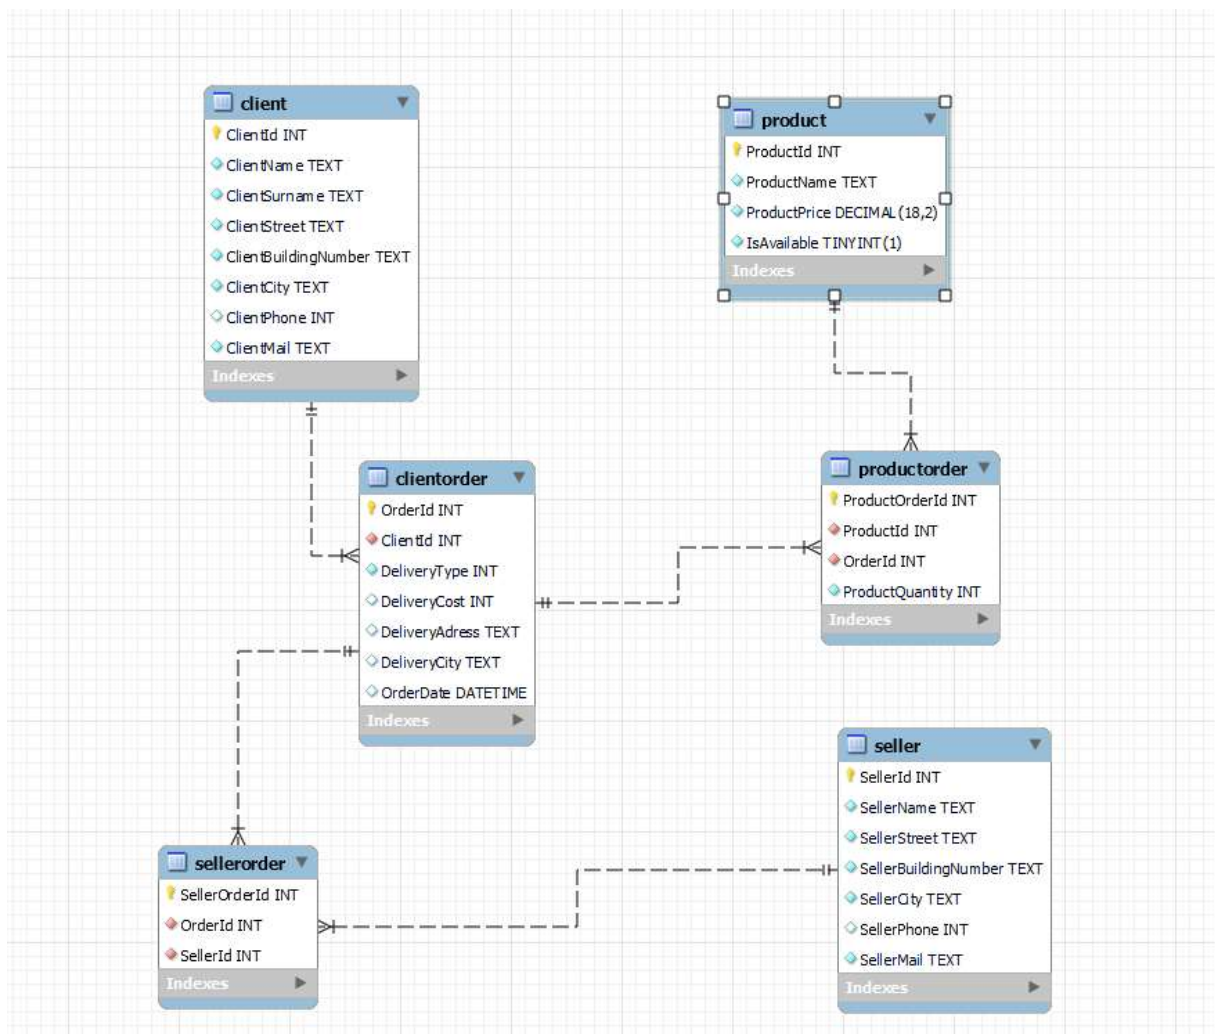 client
ClientId INT
ClientName TEXT
ClientSurname TEXT
ClientStreet TEXT
ClientBuildingNumber TEXT
ClientCity TEXT
ClientPhone INT
ClientMail TEXT
Indexes
product
ProductId INT
ProductName TEXT
ProductPrice DECIMAL(18,2)
IsAvailable TINYINT(1)
Indexes
clientorder
OrderId INT
ClientId INT
DeliveryType INT
DeliveryCost INT
DeliveryAdress TEXT
DeliveryCity TEXT
OrderDate DATETIME
Indexes
productorder
ProductOrderId INT
ProductId INT
OrderId INT
ProductQuantity INT
Indexes
seller
SellerId INT
SellerName TEXT
SellerStreet TEXT
SellerBuildingNumber TEXT
SellerCity TEXT
SellerPhone INT
SellerMail TEXT
Indexes
sellerorder
SellerOrderId INT
OrderId INT
SellerId INT
Indexes